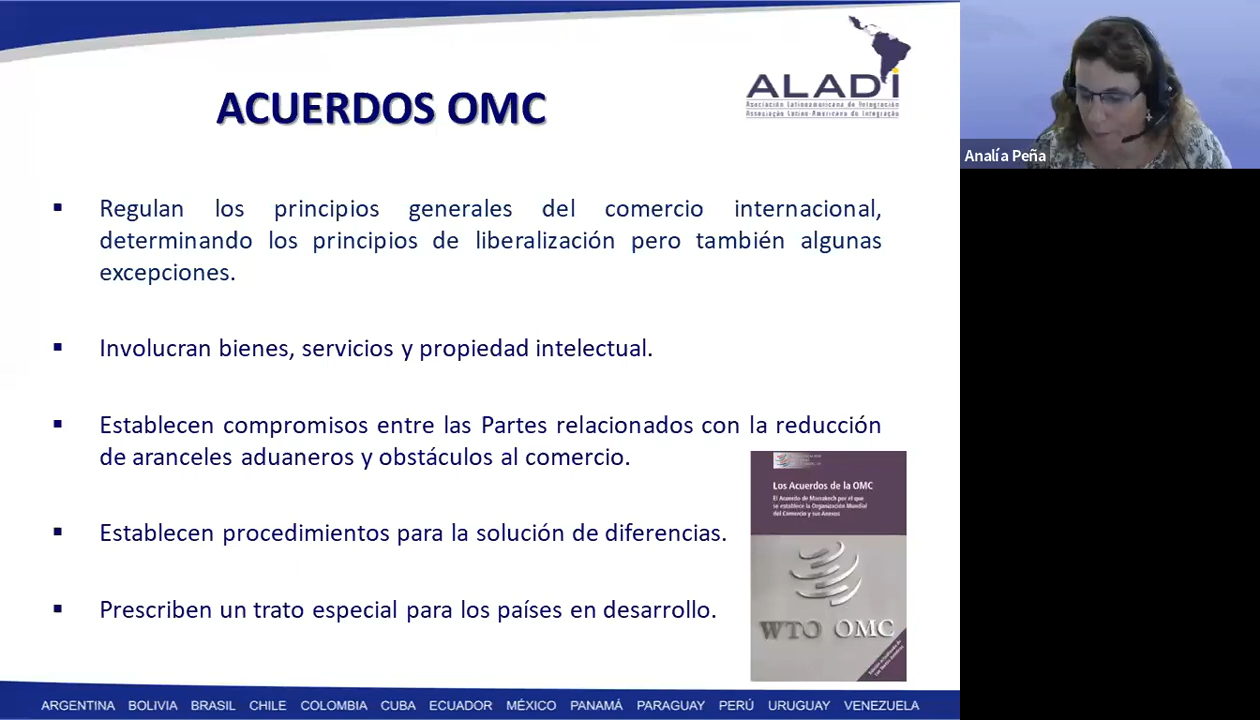 ACUERDOS OMC
ALADI
Asociación Latinoamericana de Integración
Associação Latino-Americana de Integração
Analía Peña
▪ Regulan los principios generales del comercio internacional,
determinando los principios de liberalización pero también algunas
excepciones.
▪ Involucran bienes, servicios y propiedad intelectual.
▪ Establecen compromisos entre las Partes relacionados con la reducción
de aranceles aduaneros y obstáculos al comercio.
▪ Establecen procedimientos para la solución de diferencias.
▪ Prescriben un trato especial para los países en desarrollo.
Los Acuerdos de la OMC
El Acuerdo de Marrakech por el que
se establece la Organización Mundial
del Comercio y sus Anexos
WTO OMC
ARGENTINA BOLIVIA BRASIL CHILE COLOMBIA CUBA ECUADOR MÉXICO PANAMÁ PARAGUAY PERÚ URUGUAY VENEZUELA